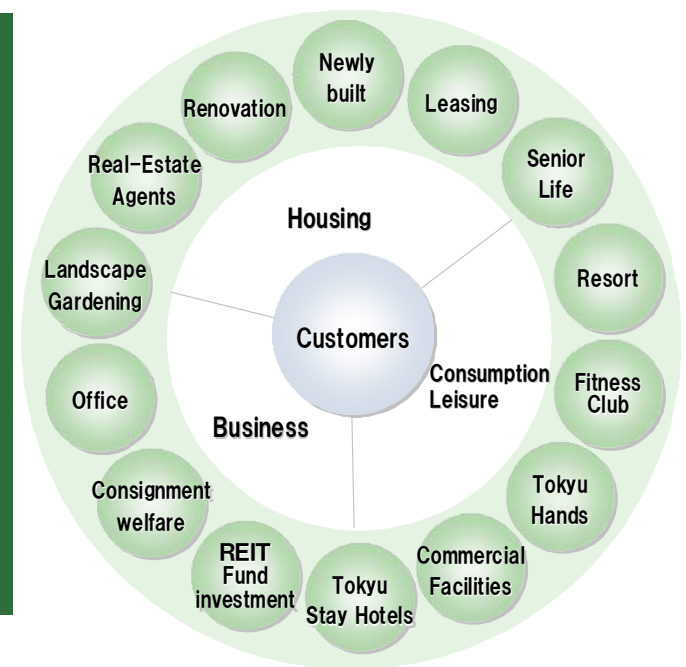 Newly
built
Leasing
Senior
Life
Resort
Fitness
Club
Tokyu
Hands
Commercial
Facilities
Tokyu
Stay Hotels
REIT
Fund
investment
Consignment
welfare
Office
Landscape
Gardening
Real-Estate
Agents
Renovation
Housing
Customers
Consumption
Leisure
Business